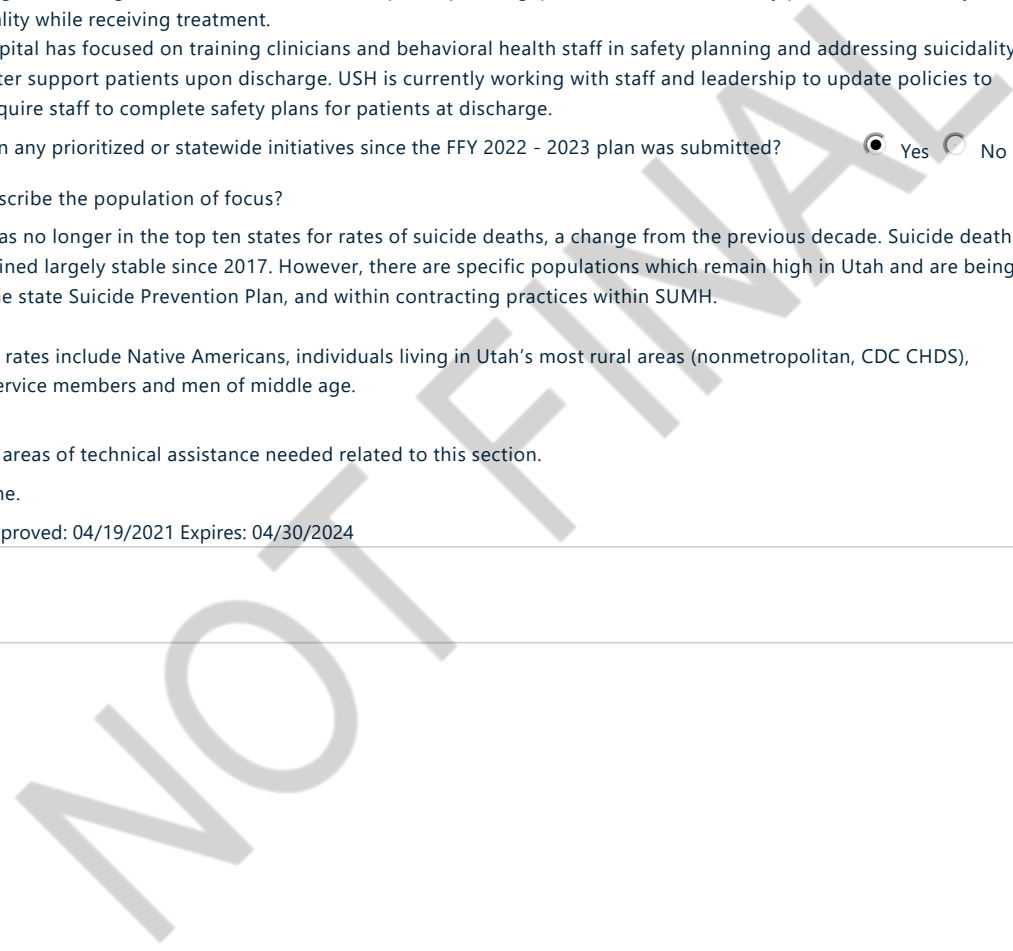 ality while receiving treatment.
pital has focused on training clinicians and behavioral health staff in safety planning and addressing suicidality
ter support patients upon discharge. USH is currently working with staff and leadership to update policies to
quire staff to complete safety plans for patients at discharge.
n any prioritized or statewide initiatives since the FFY 2022 - 2023 plan was submitted? Yes No
scribe the population of focus?
as no longer in the top ten states for rates of suicide deaths, a change from the previous decade. Suicide death
ined largely stable since 2017. However, there are specific populations which remain high in Utah and are being
he state Suicide Prevention Plan, and within contracting practices within SUMH.
rates include Native Americans, individuals living in Utah's most rural areas (nonmetropolitan, CDC CHDS),
ervice members and men of middle age.
areas of technical assistance needed related to this section.
ne.
proved: 04/19/2021 Expires: 04/30/2024
NOT FINAL